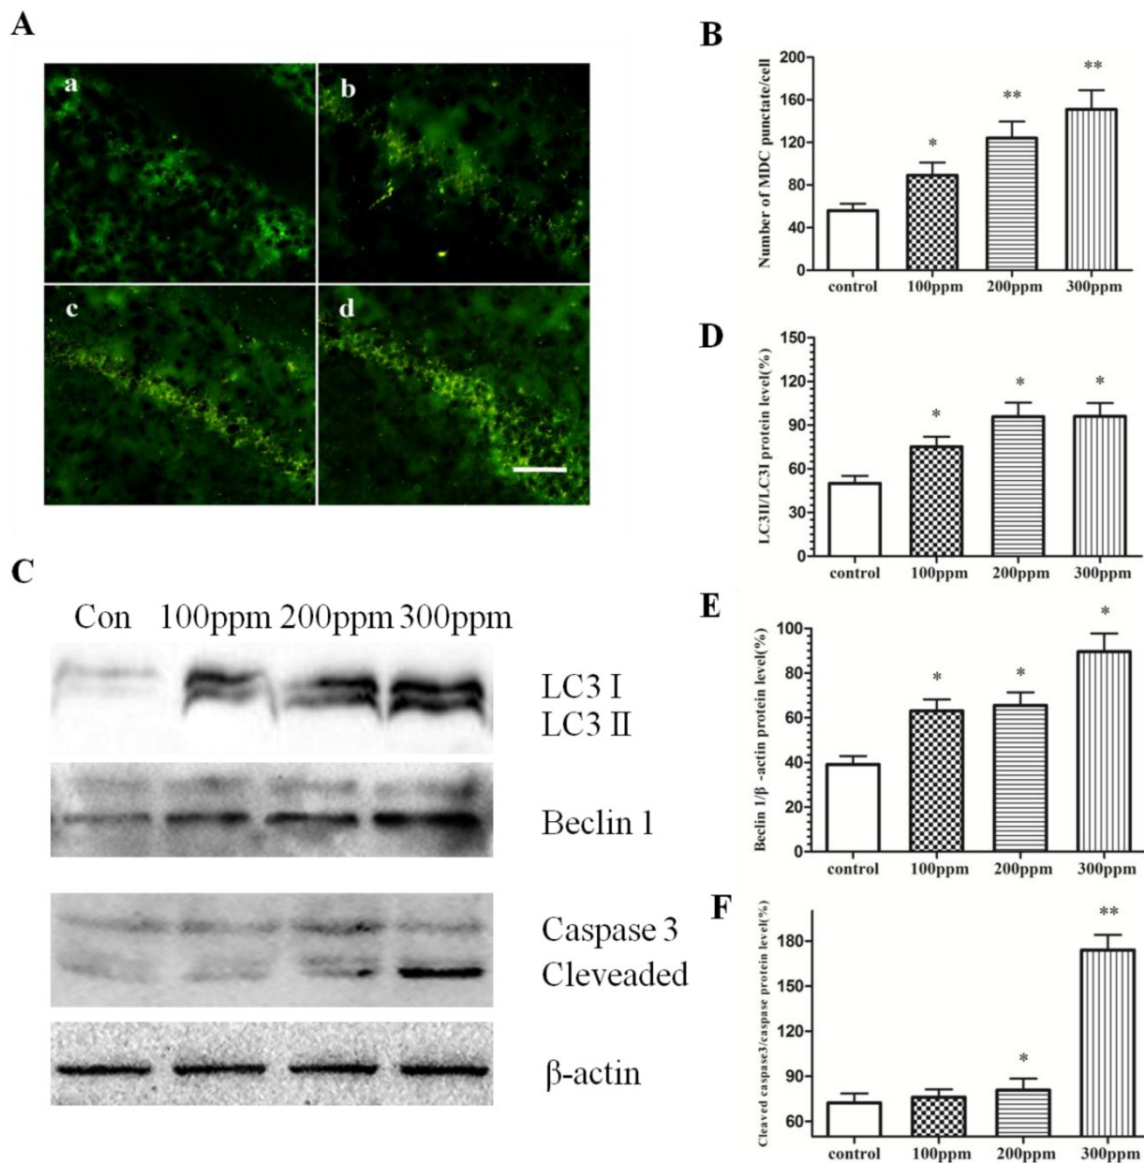 A
a
b
c
d
B
Number of MDC punctate/cell
200
160
120
80
40
0
*
**
**
control
100ppm
200ppm
300ppm
D
LC3II/LC3I protein level(%)
150
120
90
60
30
0
*
*
*
control
100ppm
200ppm
300ppm
C
Con 100ppm 200ppm 300ppm
LC3 I
LC3 II
Beclin 1
Caspase 3
Cleveaded
β-actin
E
Beclin 1/β -actin protein level(%)
100
80
60
40
20
0
*
*
*
control
100ppm
200ppm
300ppm
F
Cleaved caspase3/caspase protein level(%)
180
150
120
90
60
*
**
control
100ppm
200ppm
300ppm